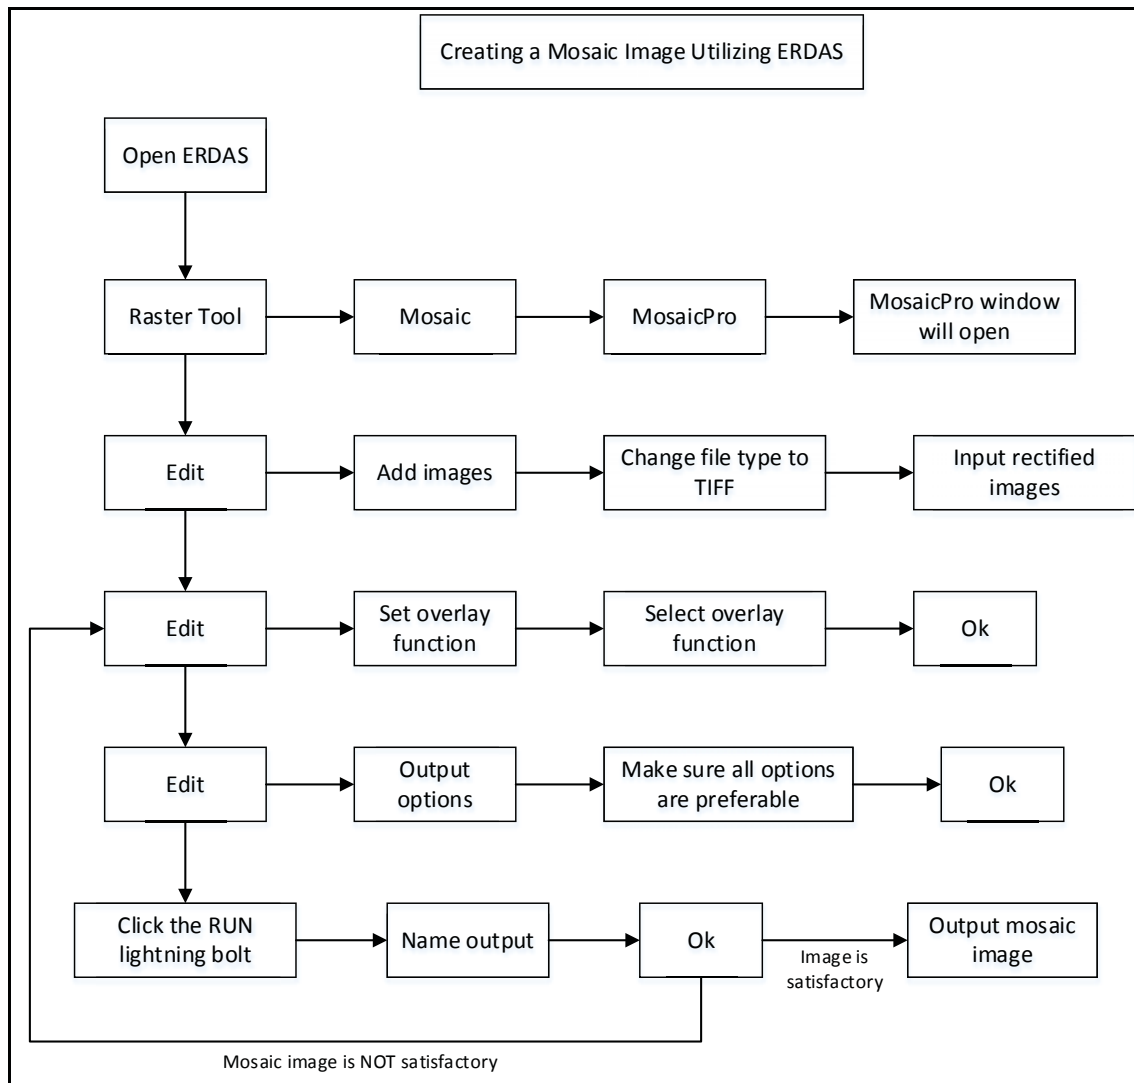 Creating a Mosaic Image Utilizing ERDAS
Open ERDAS
Raster Tool
Mosaic
MosaicPro
MosaicPro window
will open
Edit
Add images
Change file type to
TIFF
Input rectified
images
Edit
Set overlay
function
Select overlay
function
Ok
Edit
Output
options
Make sure all options
are preferable
Ok
Click the RUN
lightning bolt
Name output
Ok
Image is
satisfactory
Output mosaic
image
Mosaic image is NOT satisfactory